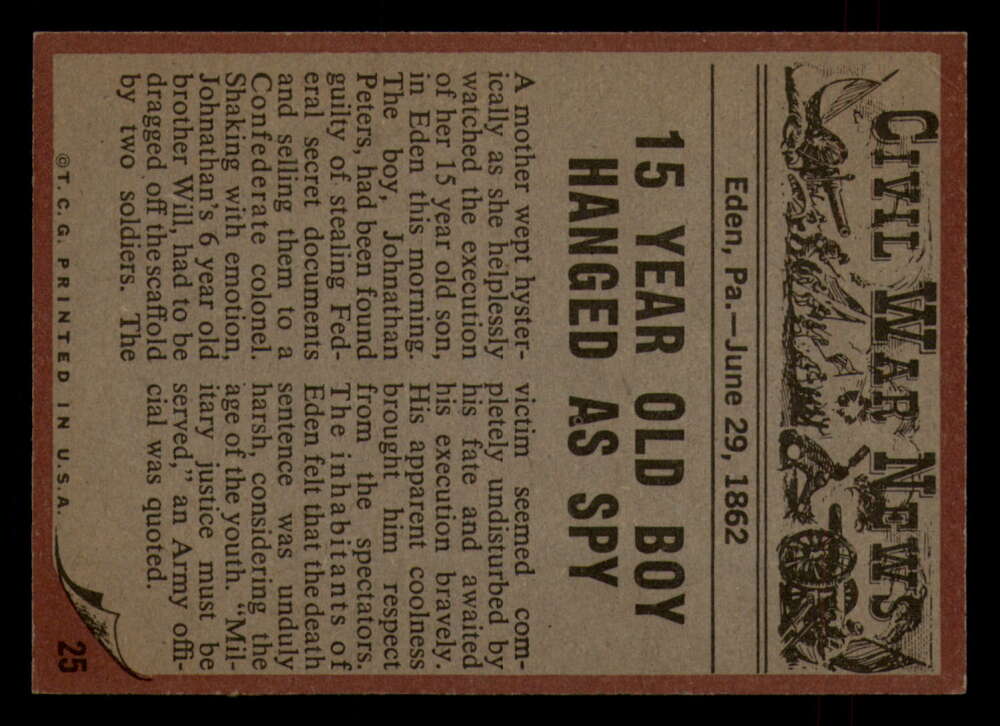 CIVIL WAR NEWS
Eden, Pa.—June 29, 1862
15 YEAR OLD BOY
HANGED AS SPY
A mother wept hyster-
ically as she helplessly
watched the execution
of her 15 year old son,
in Eden this morning.
The boy, Johnathan
Peters, had been found
guilty of stealing Fed-
eral secret documents
and selling them to a
Confederate colonel.
Shaking with emotion,
Johnathan's 6 year old
brother Will, had to be
dragged off the scaffold
by two soldiers. The
victim seemed com-
pletely undisturbed by
his fate and awaited
his execution bravely.
His apparent coolness
brought him respect
from the spectators.
The inhabitants of
Eden felt that the death
sentence was unduly
harsh, considering the
age of the youth. "Mil-
itary justice must be
served," an Army offi-
cial was quoted.
©T.C.G. PRINTED IN U.S.A.
25